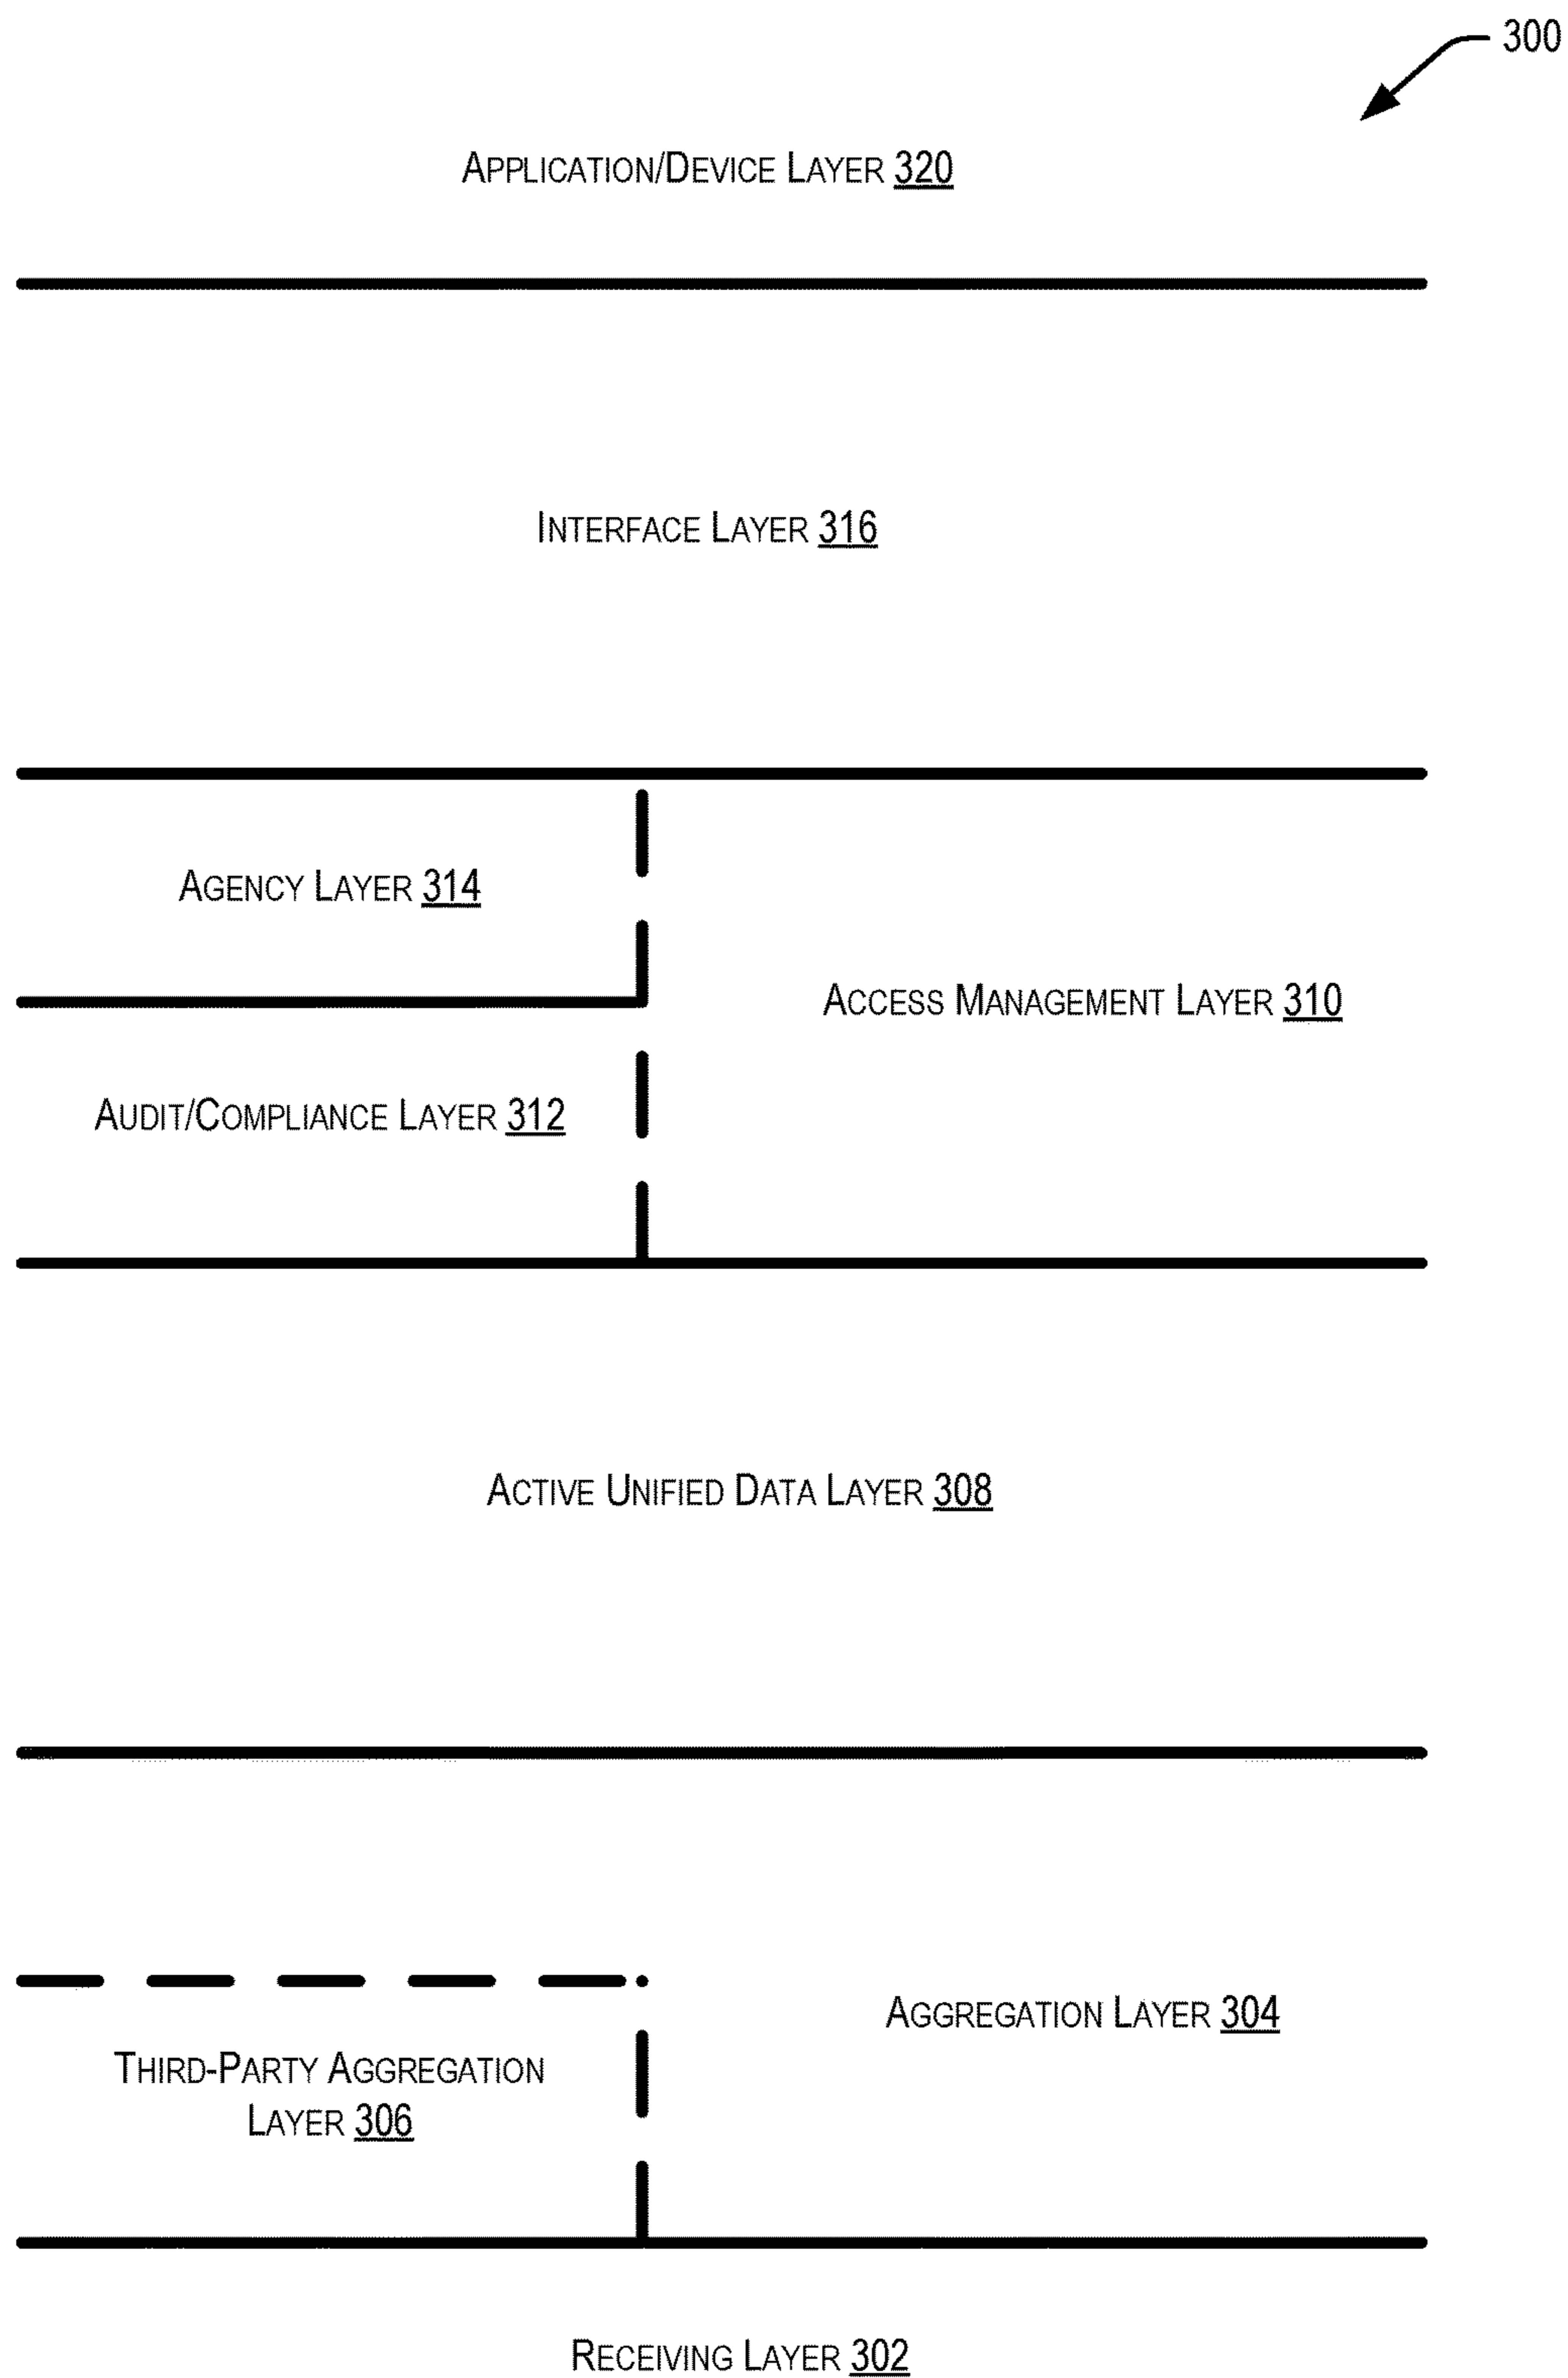 300
APPLICATION/DEVICE LAYER 320
INTERFACE LAYER 316
AGENCY LAYER 314
ACCESS MANAGEMENT LAYER 310
AUDIT/COMPLIANCE LAYER 312
ACTIVE UNIFIED DATA LAYER 308
AGGREGATION LAYER 304
THIRD-PARTY AGGREGATION
LAYER 306
RECEIVING LAYER 302